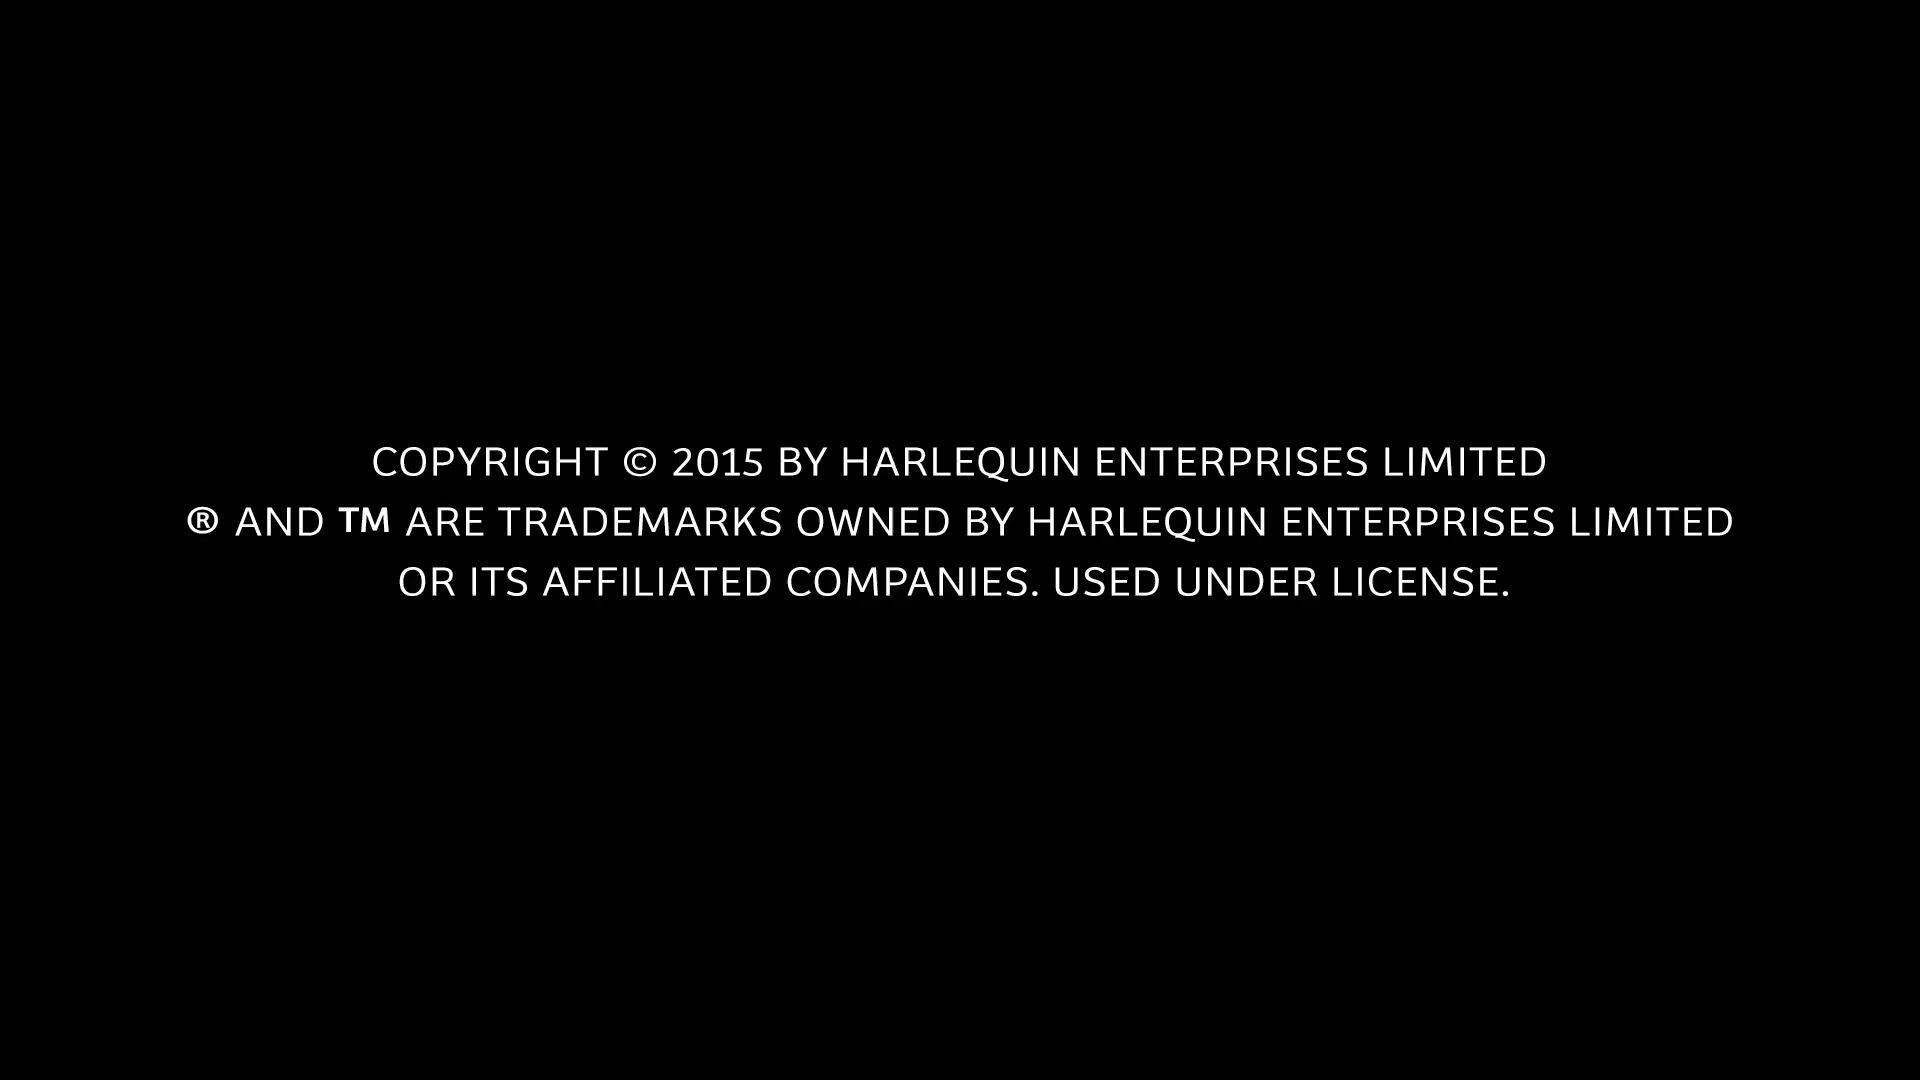 COPYRIGHT © 2015 BY HARLEQUIN ENTERPRISES LIMITED
® AND ™ ARE TRADEMARKS OWNED BY HARLEQUIN ENTERPRISES LIMITED
OR ITS AFFILIATED COMPANIES. USED UNDER LICENSE.